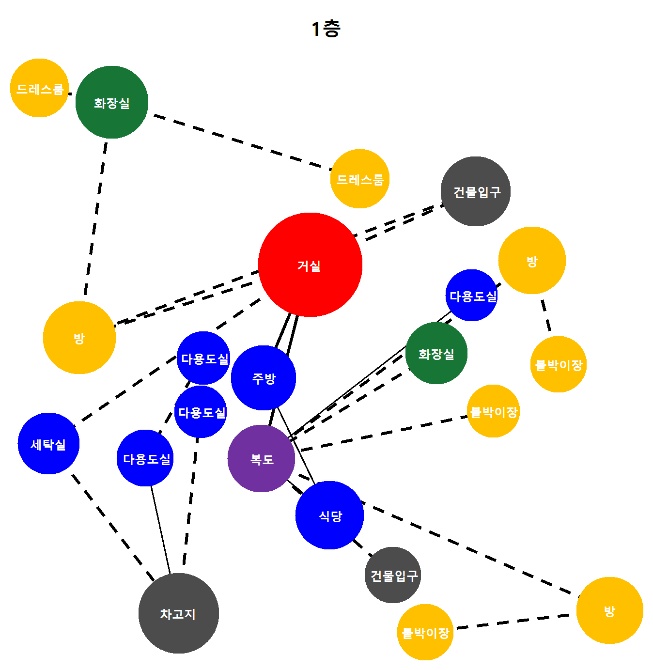 1층
드레스룸
화장실
드레스룸
건물입구
방
거실
다용도실
방
화장실
다용도실
주방
붙박이장
다용도실
붙박이장
세탁실
다용도실
복도
식당
건물입구
차고지
방
붙박이장